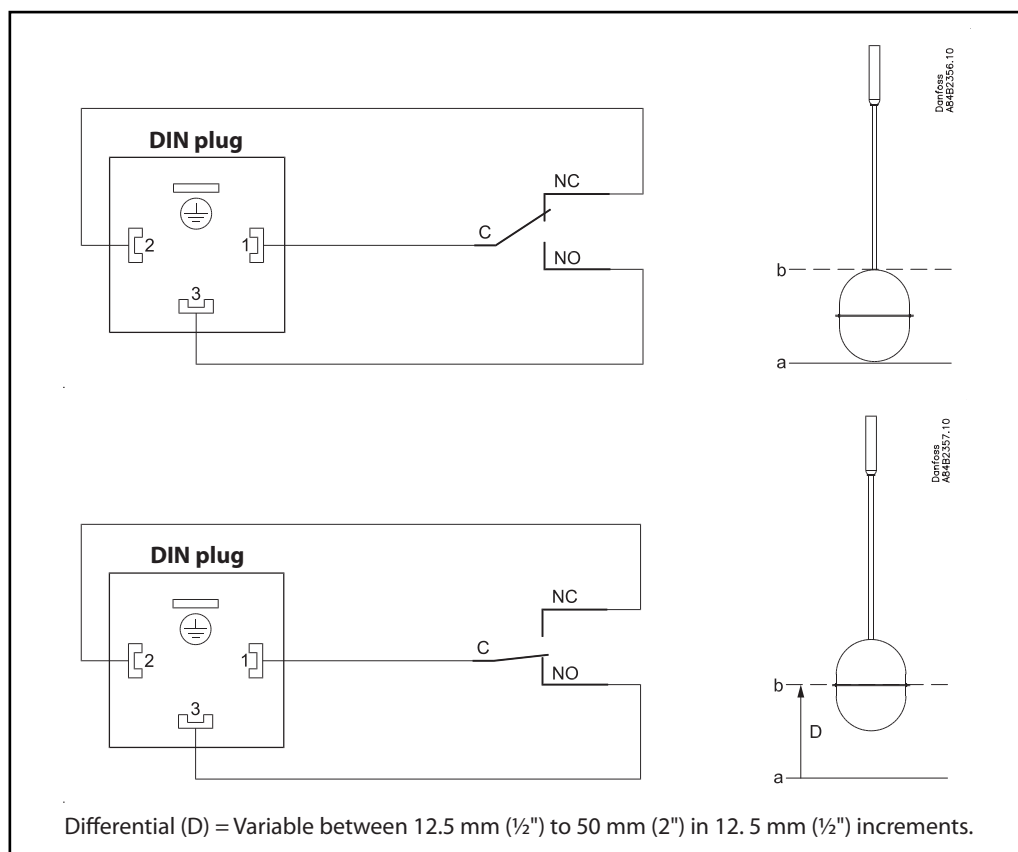 Danfoss
A84B2356.10
DIN plug
NC
C
2
1
NO
3
b
a
Danfoss
A84B2357.10
DIN plug
NC
C
2
1
NO
3
b
D
a
Differential (D) = Variable between 12.5 mm (½") to 50 mm (2") in 12. 5 mm (½") increments.